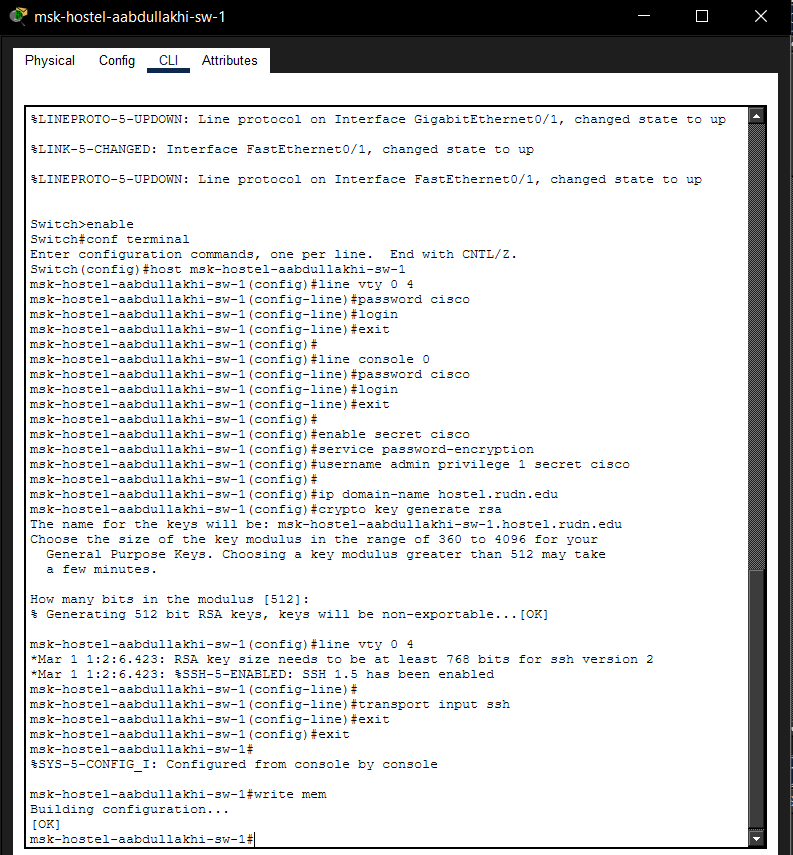 msk-hostel-aabdullakhi-sw-1
Physical Config CLI Attributes
%LINEPROTO-5-UPDOWN: Line protocol on Interface GigabitEthernet0/1, changed state to up
%LINK-5-CHANGED: Interface FastEthernet0/1, changed state to up
%LINEPROTO-5-UPDOWN: Line protocol on Interface FastEthernet0/1, changed state to up
Switch>enable
Switch#conf terminal
Enter configuration commands, one per line.  End with CNTL/Z.
Switch(config)#host msk-hostel-aabdullakhi-sw-1
msk-hostel-aabdullakhi-sw-1(config)#line vty 0 4
msk-hostel-aabdullakhi-sw-1(config-line)#password cisco
msk-hostel-aabdullakhi-sw-1(config-line)#login
msk-hostel-aabdullakhi-sw-1(config-line)#exit
msk-hostel-aabdullakhi-sw-1(config)#
msk-hostel-aabdullakhi-sw-1(config)#line console 0
msk-hostel-aabdullakhi-sw-1(config-line)#password cisco
msk-hostel-aabdullakhi-sw-1(config-line)#login
msk-hostel-aabdullakhi-sw-1(config-line)#exit
msk-hostel-aabdullakhi-sw-1(config)#
msk-hostel-aabdullakhi-sw-1(config)#enable secret cisco
msk-hostel-aabdullakhi-sw-1(config)#service password-encryption
msk-hostel-aabdullakhi-sw-1(config)#username admin privilege 1 secret cisco
msk-hostel-aabdullakhi-sw-1(config)#
msk-hostel-aabdullakhi-sw-1(config)#ip domain-name hostel.rudn.edu
msk-hostel-aabdullakhi-sw-1(config)#crypto key generate rsa
The name for the keys will be: msk-hostel-aabdullakhi-sw-1.hostel.rudn.edu
Choose the size of the key modulus in the range of 360 to 4096 for your
  General Purpose Keys. Choosing a key modulus greater than 512 may take
  a few minutes.
How many bits in the modulus [512]:
% Generating 512 bit RSA keys, keys will be non-exportable...[OK]
msk-hostel-aabdullakhi-sw-1(config)#line vty 0 4
*Mar 1 1:2:6.423: RSA key size needs to be at least 768 bits for ssh version 2
*Mar 1 1:2:6.423: %SSH-5-ENABLED: SSH 1.5 has been enabled
msk-hostel-aabdullakhi-sw-1(config-line)#
msk-hostel-aabdullakhi-sw-1(config-line)#transport input ssh
msk-hostel-aabdullakhi-sw-1(config-line)#exit
msk-hostel-aabdullakhi-sw-1(config)#exit
msk-hostel-aabdullakhi-sw-1#
%SYS-5-CONFIG_I: Configured from console by console
msk-hostel-aabdullakhi-sw-1#write mem
Building configuration...
[OK]
msk-hostel-aabdullakhi-sw-1#